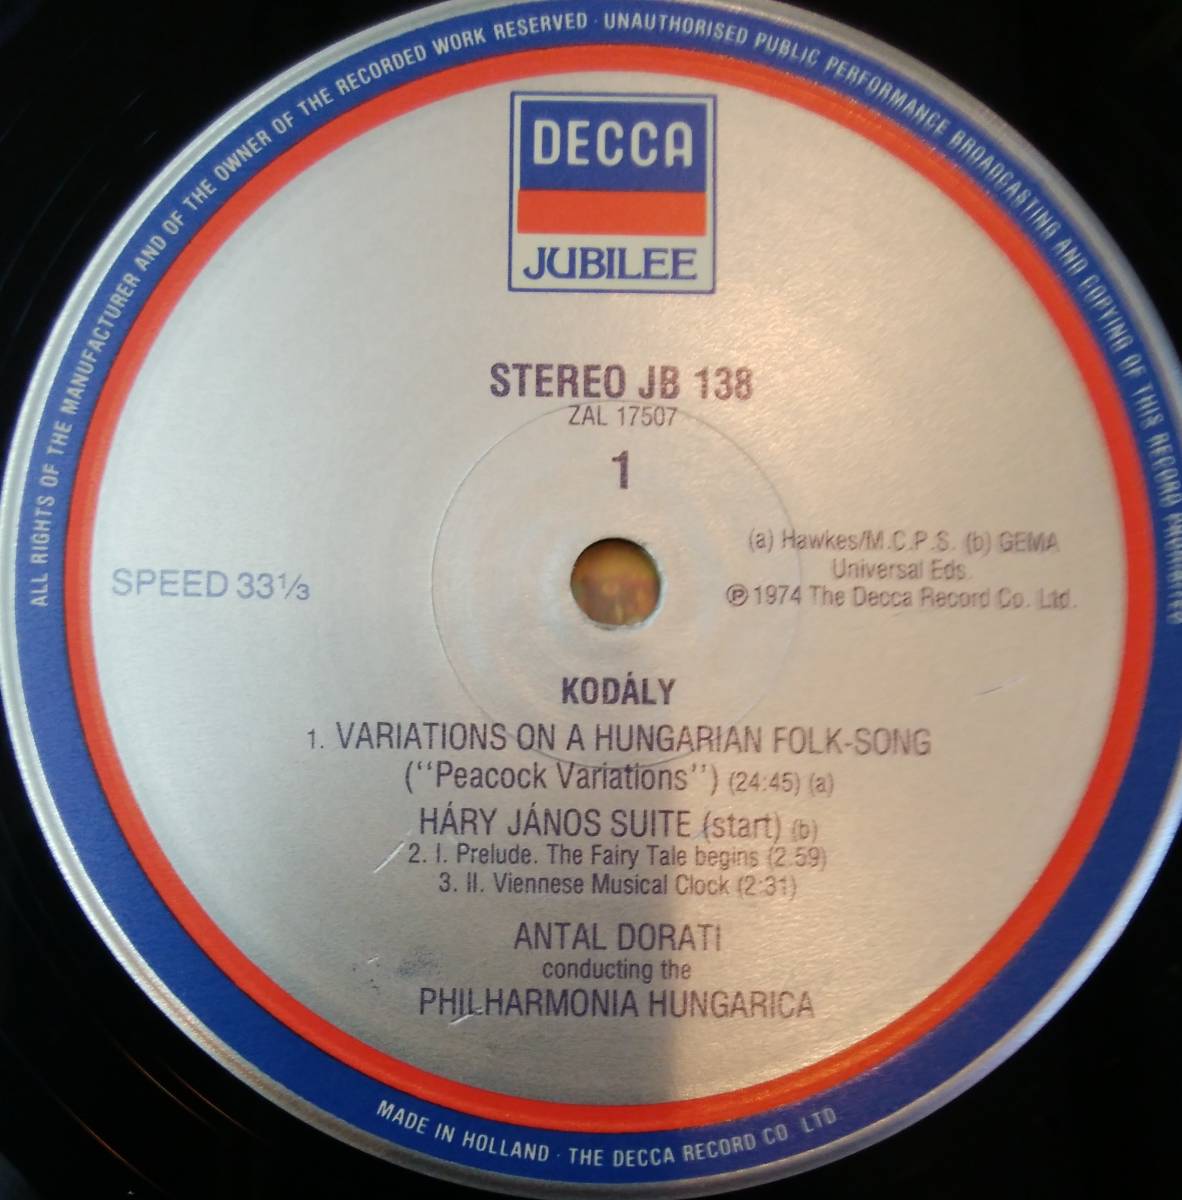 ALL RIGHTS OF THE MANUFACTURER AND OF THE OWNER OF THE RECORDED WORK RESERVED · UNAUTHORISED PUBLIC PERFORMANCE BROADCASTING AND COPYING OF THIS RECORD PROHIBITED
DECCA
JUBILEE
STEREO JB 138
ZAL 17507
1
(a) Hawkes/M.C.P.S. (b) GEMA
Universal Eds.
℗ 1974 The Decca Record Co. Ltd.
SPEED 33⅓
KODÁLY
1. VARIATIONS ON A HUNGARIAN FOLK-SONG
(“Peacock Variations”) (24:45) (a)
HÁRY JÁNOS SUITE (start) (b)
2. I. Prelude. The Fairy Tale begins (2:59)
3. II. Viennese Musical Clock (2:31)
ANTAL DORATI
conducting the
PHILHARMONIA HUNGARICA
MADE IN HOLLAND · THE DECCA RECORD CO LTD